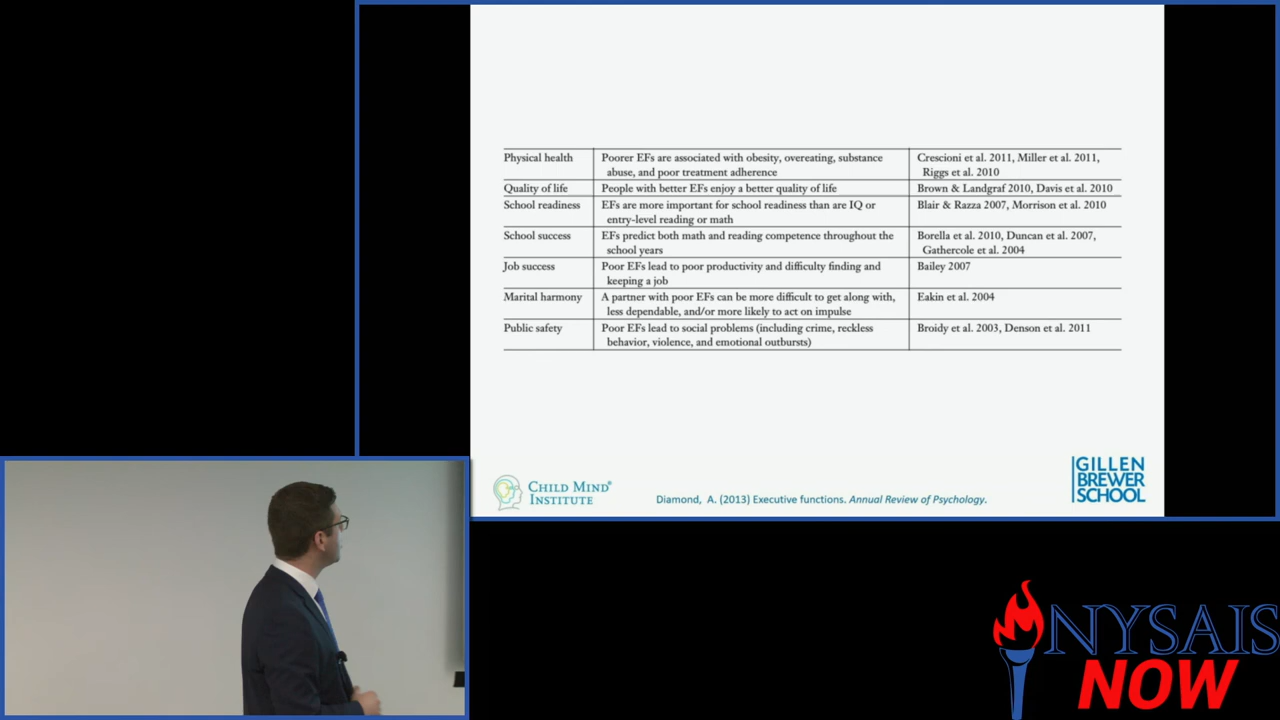 Physical health
Poorer EFs are associated with obesity, overeating, substance
abuse, and poor treatment adherence
Crescioni et al. 2011, Miller et al. 2011,
Riggs et al. 2010
Quality of life
People with better EFs enjoy a better quality of life
Brown & Landgraf 2010, Davis et al. 2010
School readiness
EFs are more important for school readiness than are IQ or
entry-level reading or math
Blair & Razza 2007, Morrison et al. 2010
School success
EFs predict both math and reading competence throughout the
school years
Borella et al. 2010, Duncan et al. 2007,
Gathercole et al. 2004
Job success
Poor EFs lead to poor productivity and difficulty finding and
keeping a job
Bailey 2007
Marital harmony
A partner with poor EFs can be more difficult to get along with,
less dependable, and/or more likely to act on impulse
Eakin et al. 2004
Public safety
Poor EFs lead to social problems (including crime, reckless
behavior, violence, and emotional outbursts)
Broidy et al. 2003, Denson et al. 2011
CHILD MIND®
INSTITUTE
Diamond, A. (2013) Executive functions. Annual Review of Psychology.
GILLEN
BREWER
SCHOOL
NYSAIS
NOW